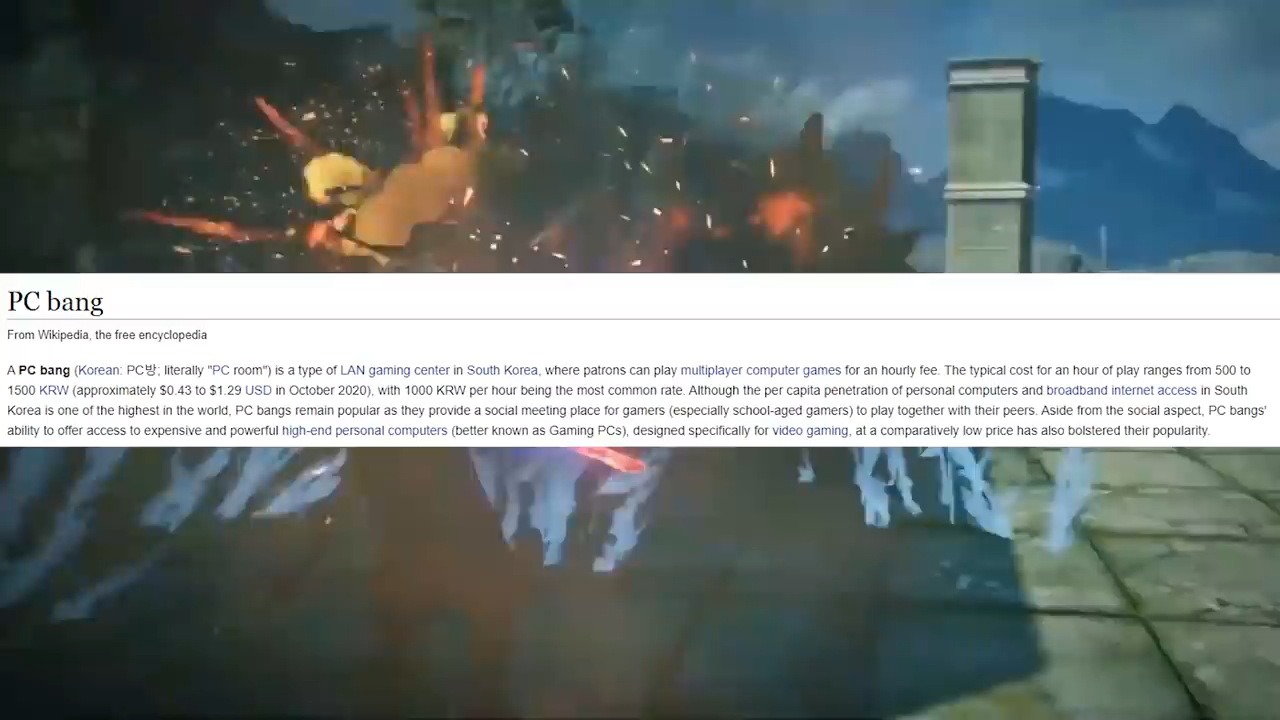 PC bang
From Wikipedia, the free encyclopedia
A PC bang (Korean: PC방; literally "PC room") is a type of LAN gaming center in South Korea, where patrons can play multiplayer computer games for an hourly fee. The typical cost for an hour of play ranges from 500 to
1500 KRW (approximately $0.43 to $1.29 USD in October 2020), with 1000 KRW per hour being the most common rate. Although the per capita penetration of personal computers and broadband internet access in South
Korea is one of the highest in the world, PC bangs remain popular as they provide a social meeting place for gamers (especially school-aged gamers) to play together with their peers. Aside from the social aspect, PC bangs'
ability to offer access to expensive and powerful high-end personal computers (better known as Gaming PCs), designed specifically for video gaming, at a comparatively low price has also bolstered their popularity.